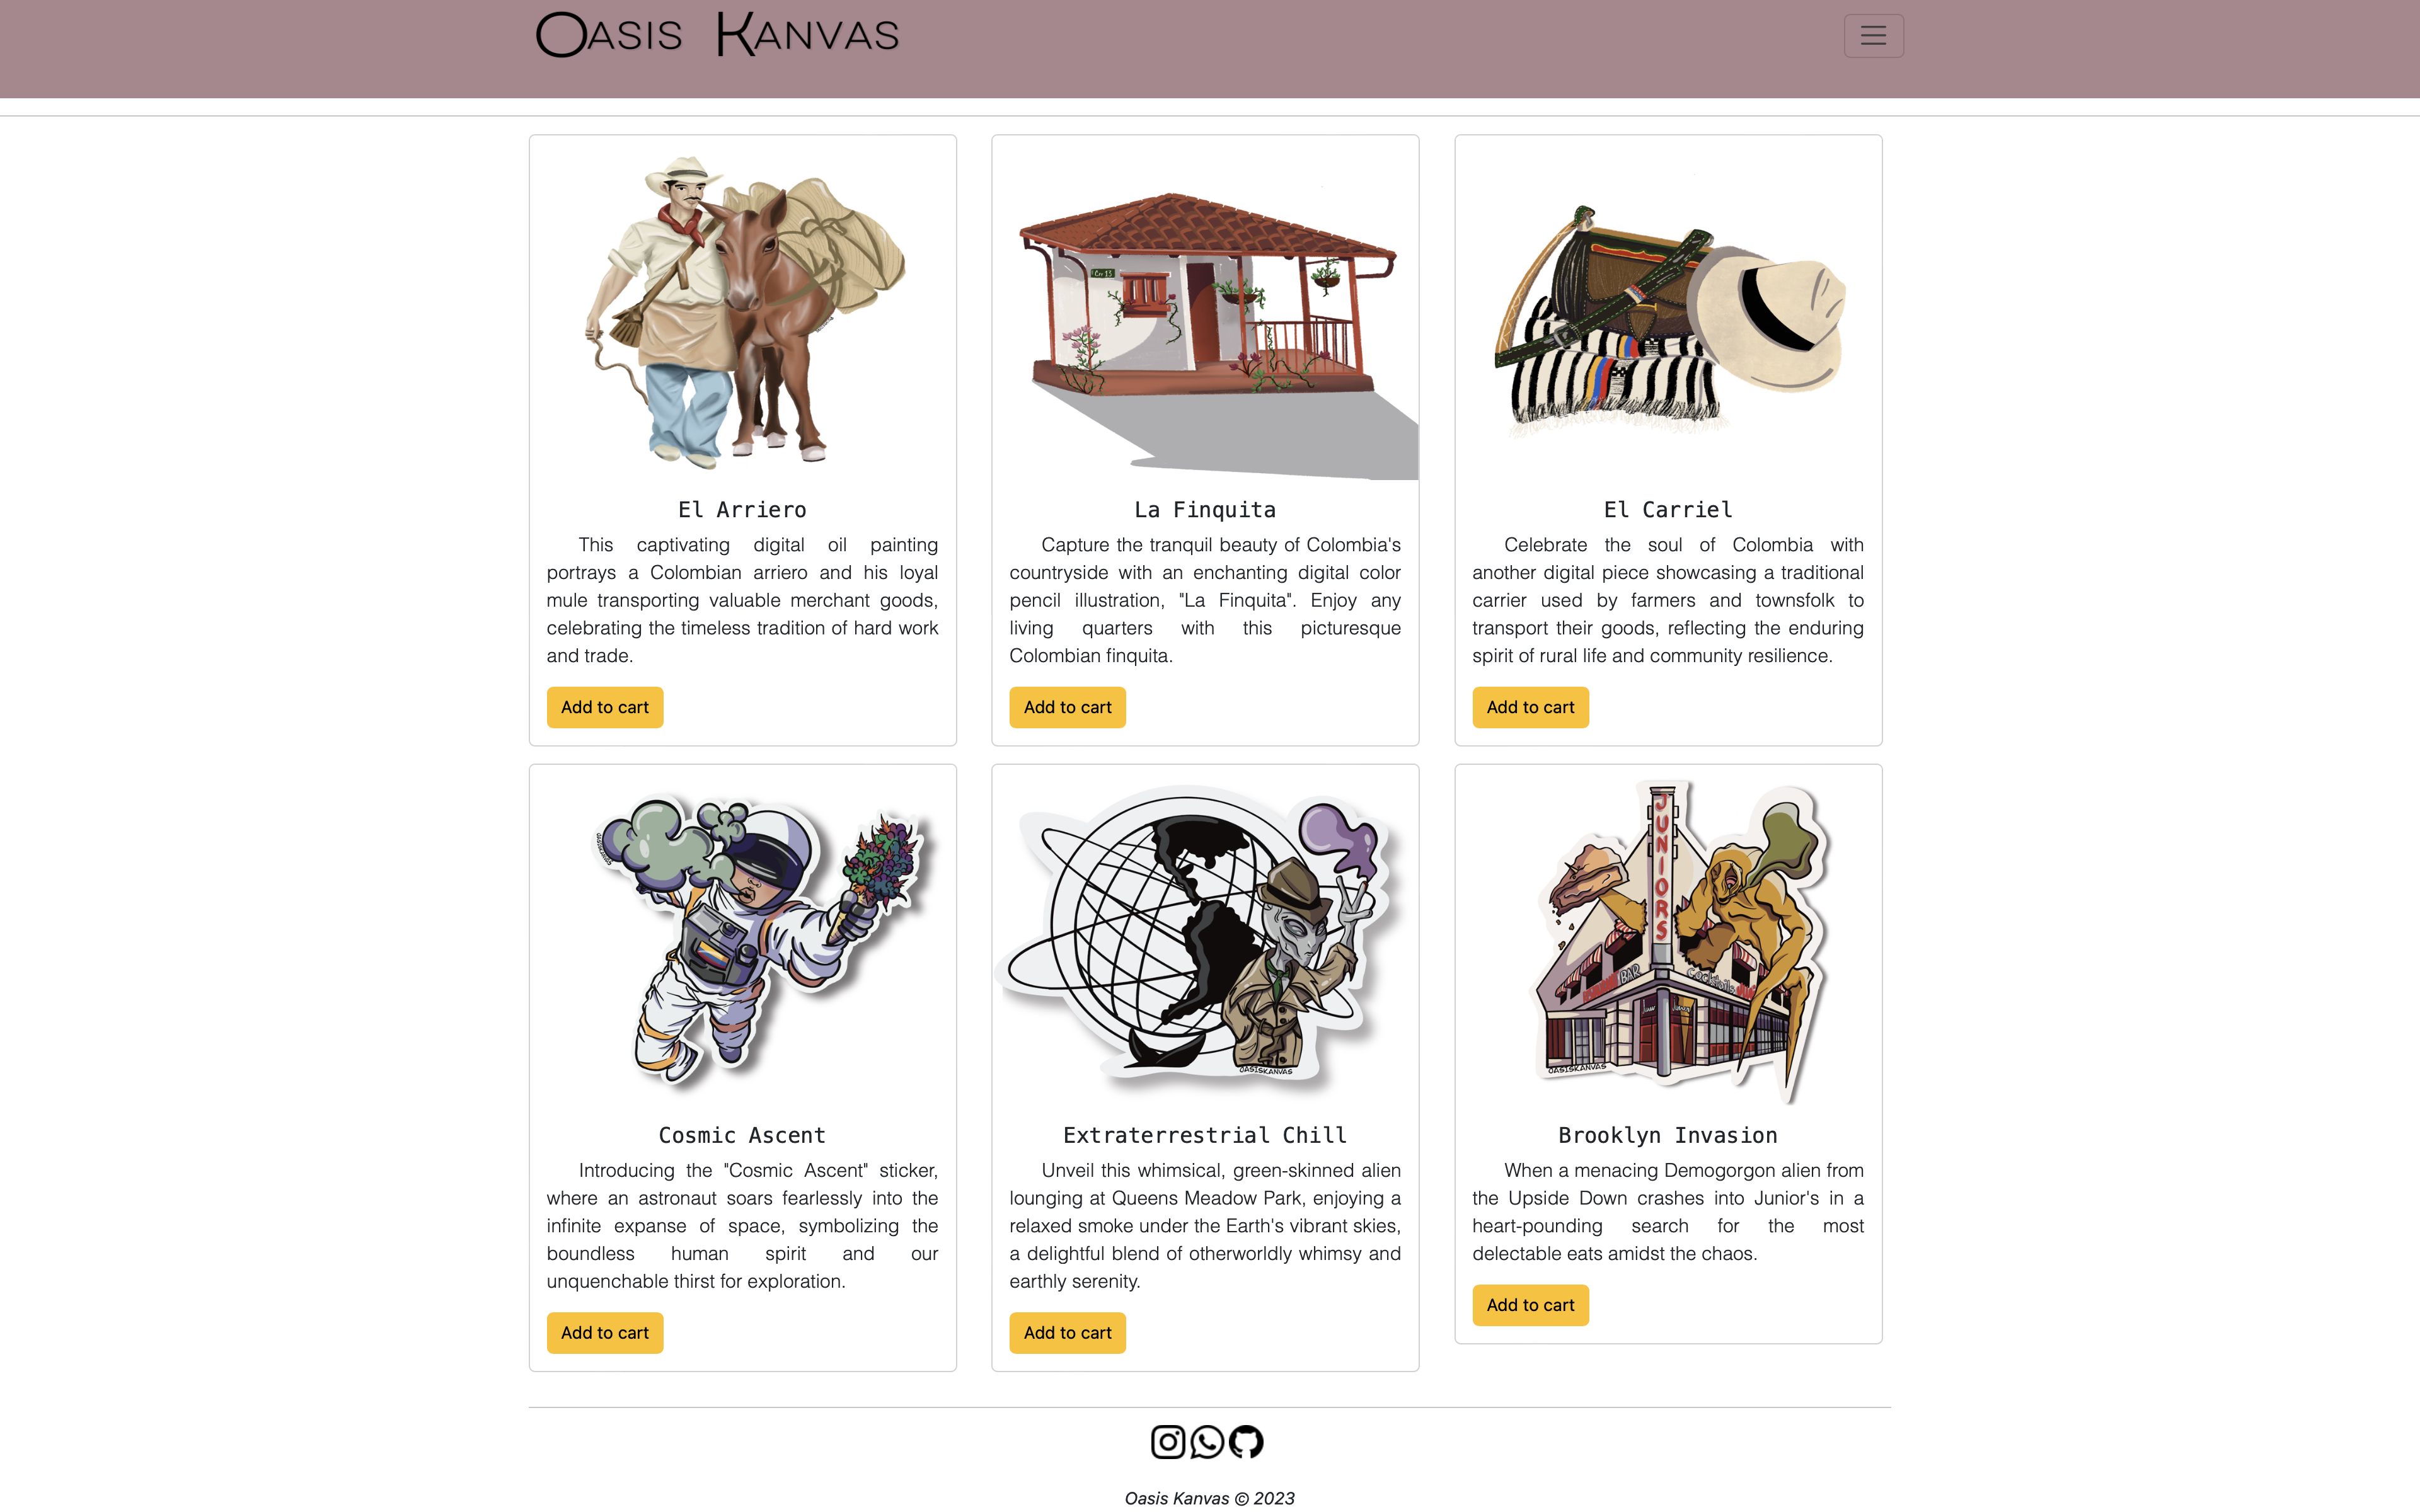 Oasis Kanvas
Crr 15
El Arriero
This captivating digital oil painting
portrays a Colombian arriero and his loyal
mule transporting valuable merchant goods,
celebrating the timeless tradition of hard work
and trade.
Add to cart
La Finquita
Capture the tranquil beauty of Colombia's
countryside with an enchanting digital color
pencil illustration, "La Finquita". Enjoy any
living quarters with this picturesque
Colombian finquita.
Add to cart
El Carriel
Celebrate the soul of Colombia with
another digital piece showcasing a traditional
carrier used by farmers and townsfolk to
transport their goods, reflecting the enduring
spirit of rural life and community resilience.
Add to cart
OASISKANVAS
Cosmic Ascent
Introducing the "Cosmic Ascent" sticker,
where an astronaut soars fearlessly into the
infinite expanse of space, symbolizing the
boundless human spirit and our
unquenchable thirst for exploration.
Add to cart
OASISKANVAS
Extraterrestrial Chill
Unveil this whimsical, green-skinned alien
lounging at Queens Meadow Park, enjoying a
relaxed smoke under the Earth's vibrant skies,
a delightful blend of otherworldly whimsy and
earthly serenity.
Add to cart
JUNIORS
BAR
cocktails
OASISKANVAS
Brooklyn Invasion
When a menacing Demogorgon alien from
the Upside Down crashes into Junior's in a
heart-pounding search for the most
delectable eats amidst the chaos.
Add to cart
Oasis Kanvas © 2023